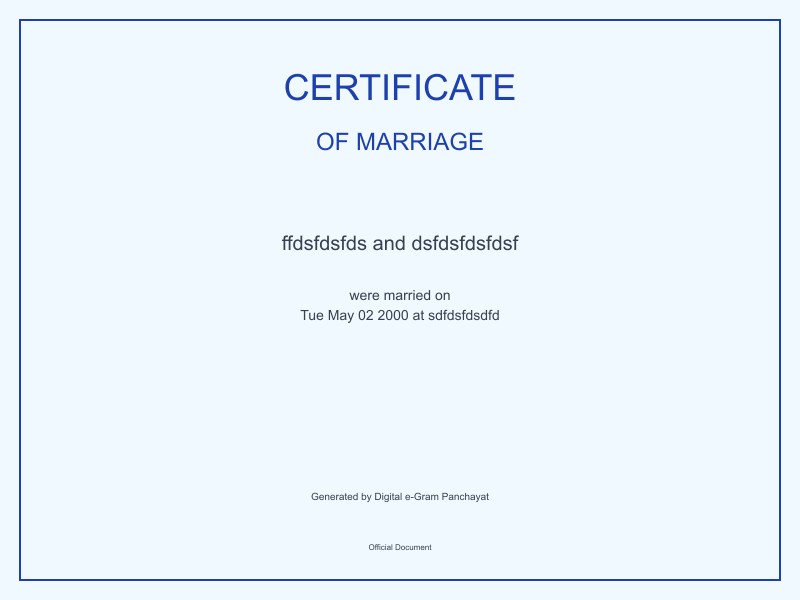 CERTIFICATE
OF MARRIAGE
ffdsfdsfds and dsfdsfdsfdsf
were married on
Tue May 02 2000 at sdfdsfdsdfd
Generated by Digital e-Gram Panchayat
Official Document